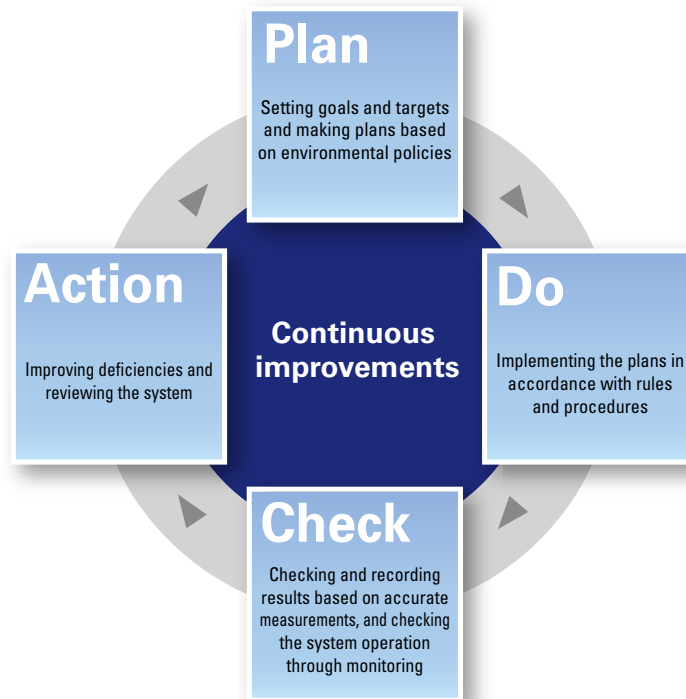 Plan
Setting goals and targets
and making plans based
on environmental policies
Action
Improving deficiencies and
reviewing the system
Continuous
improvements
Do
Implementing the plans in
accordance with rules
and procedures
Check
Checking and recording
results based on accurate
measurements, and checking
the system operation
through monitoring